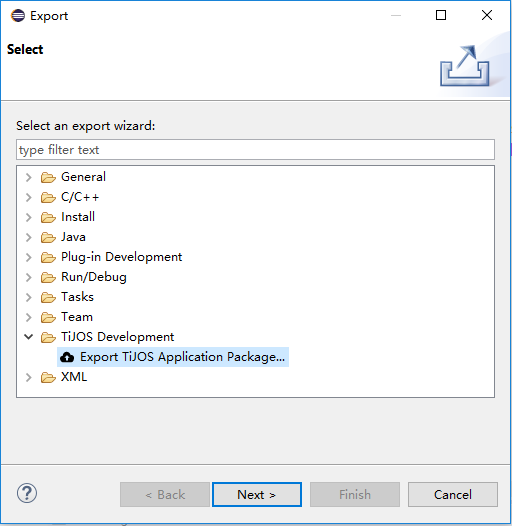 Export
Select
Select an export wizard:
type filter text
General
C/C++
Install
Java
Plug-in Development
Run/Debug
Tasks
Team
TiJOS Development
Export TiJOS Application Package...
XML
?
< Back
Next >
Finish
Cancel